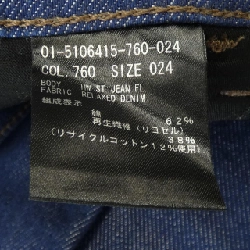 01-5106415-760-024
COL. 760 SIZE 024
BODY
FABRIC RELAXED DENIM
組成表示
綿 62%
再生繊維 (リヨセル) 38%
(リサイクルコットン12%使用)